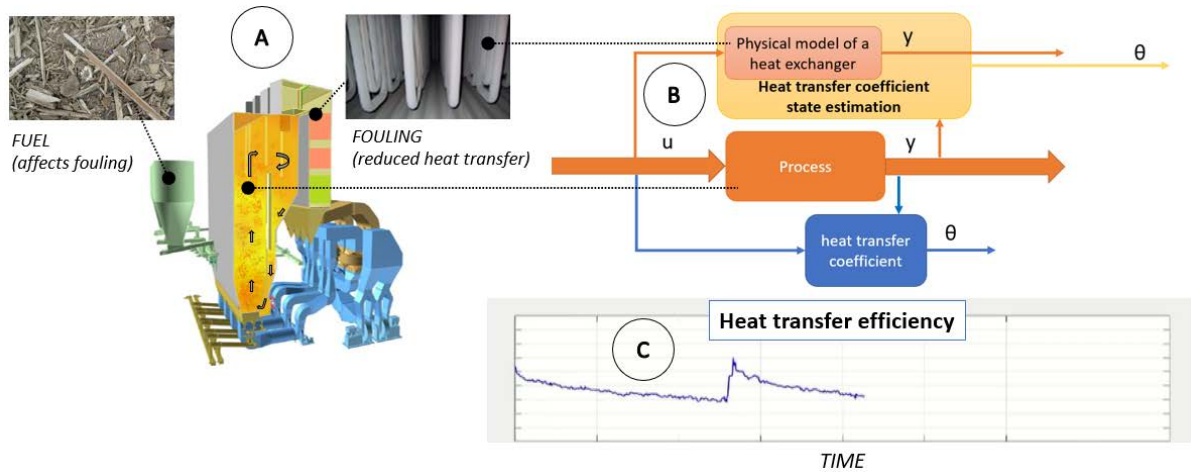 A
FUEL
(affects fouling)
FOULING
(reduced heat transfer)
B
Physical model of a
heat exchanger
y
θ
Heat transfer coefficient
state estimation
u
Process
y
heat transfer
coefficient
θ
Heat transfer efficiency
C
TIME